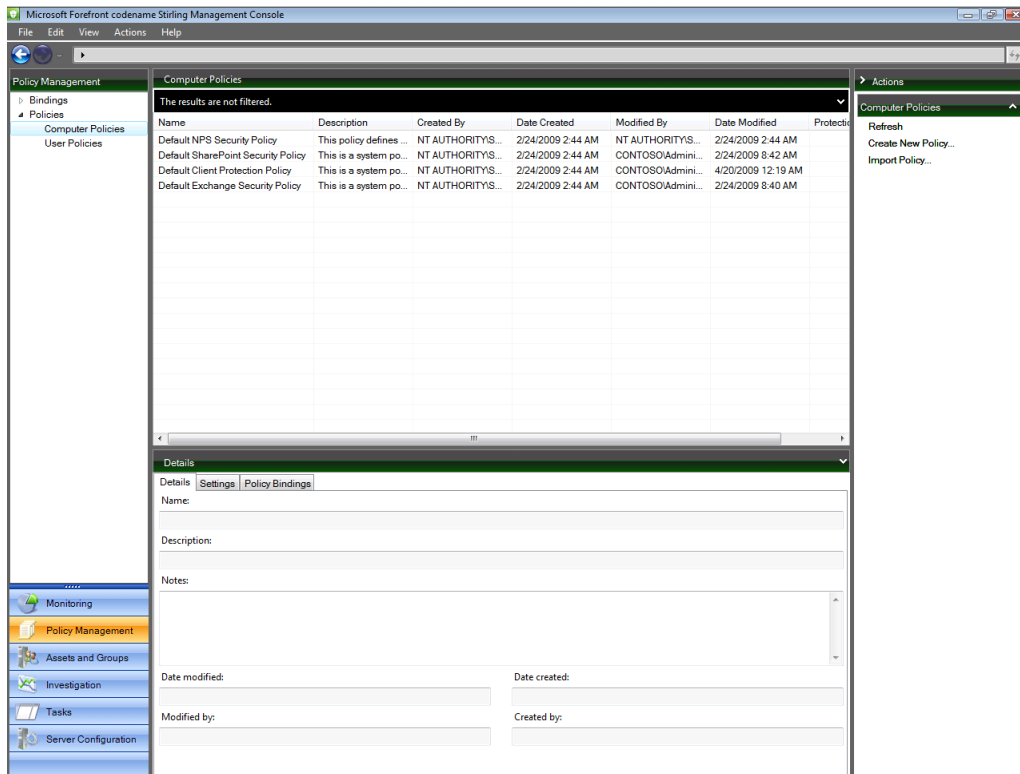 Microsoft Forefront codename Stirling Management Console
File Edit View Actions Help
Policy Management
Bindings
Policies
Computer Policies
User Policies
Computer Policies
The results are not filtered.
Name Description Created By Date Created Modified By Date Modified Protectic
Default NPS Security Policy This policy defines ... NT AUTHORITY\S... 2/24/2009 2:44 AM NT AUTHORITY\S... 2/24/2009 2:44 AM
Default SharePoint Security Policy This is a system po... NT AUTHORITY\S... 2/24/2009 2:44 AM CONTOSO\Admini... 2/24/2009 8:42 AM
Default Client Protection Policy This is a system po... NT AUTHORITY\S... 2/24/2009 2:44 AM CONTOSO\Admini... 4/20/2009 12:19 AM
Default Exchange Security Policy This is a system po... NT AUTHORITY\S... 2/24/2009 2:44 AM CONTOSO\Admini... 2/24/2009 8:40 AM
Actions
Computer Policies
Refresh
Create New Policy...
Import Policy...
Details
Details Settings Policy Bindings
Name:
Description:
Notes:
Date modified: Date created:
Modified by: Created by:
Monitoring
Policy Management
Assets and Groups
Investigation
Tasks
Server Configuration